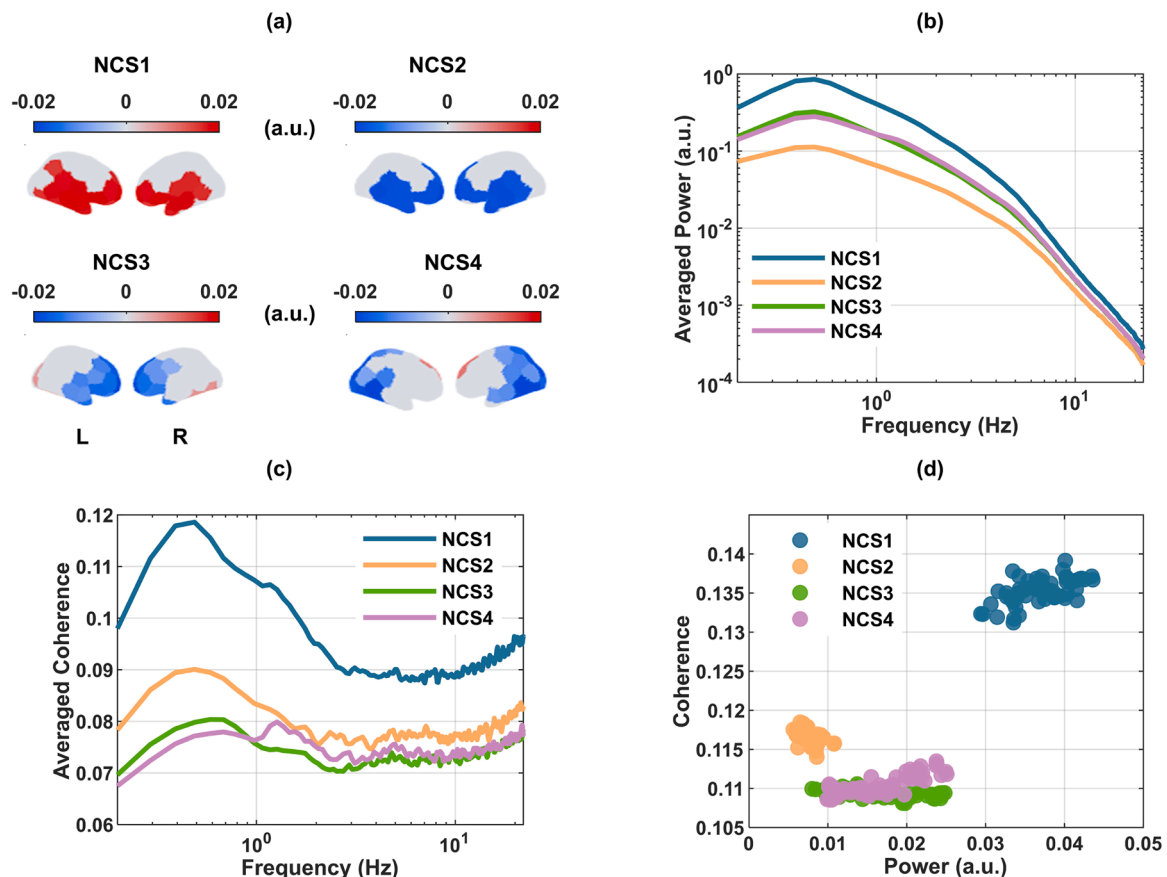 (a)
NCS1
-0.02 0 0.02
(a.u.)
NCS2
-0.02 0 0.02
NCS3
-0.02 0 0.02
(a.u.)
NCS4
-0.02 0 0.02
L R
(b)
Averaged Power (a.u.)
10^0
10^-1
10^-2
10^-3
10^-4
NCS1
NCS2
NCS3
NCS4
10^0 10^1
Frequency (Hz)
(c)
Averaged Coherence
0.12
0.11
0.1
0.09
0.08
0.07
0.06
NCS1
NCS2
NCS3
NCS4
10^0 10^1
Frequency (Hz)
(d)
Coherence
0.14
0.135
0.13
0.12
0.115
0.11
0.105
NCS1
NCS2
NCS3
NCS4
0 0.01 0.02 0.03 0.04 0.05
Power (a.u.)